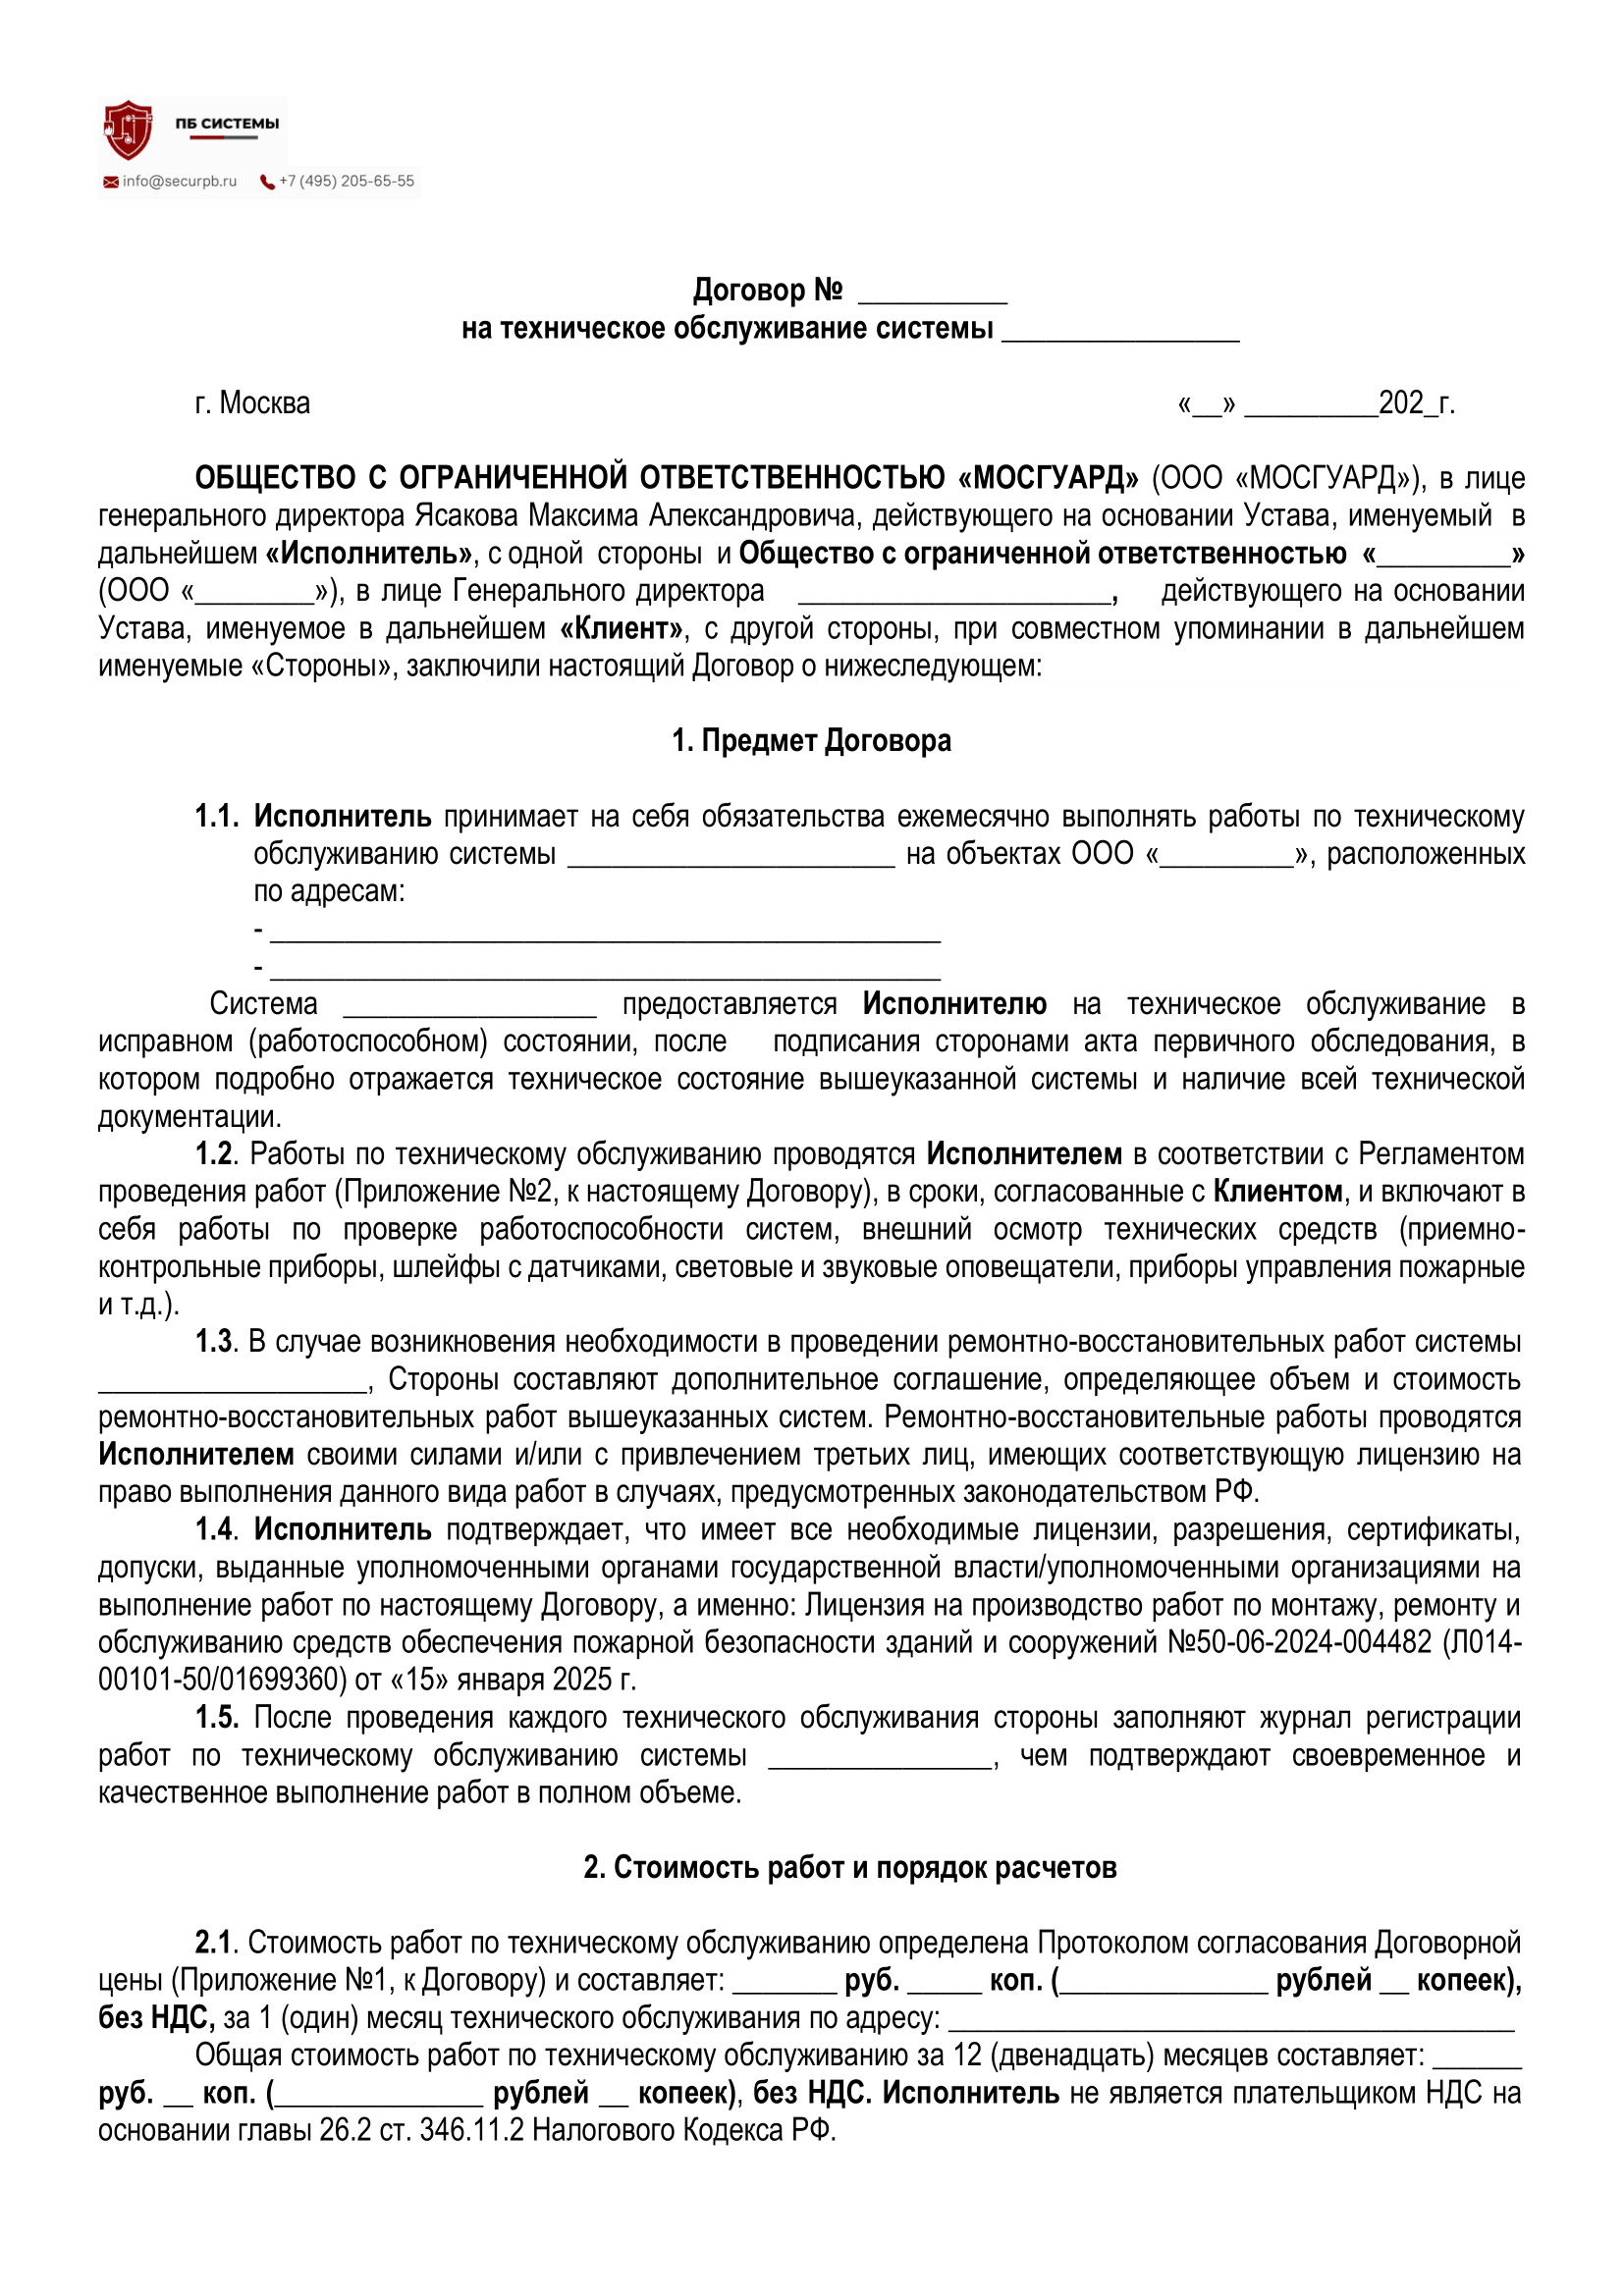 ПБ СИСТЕМЫ
info@securpb.ru +7 (495) 205-65-55
Договор № __________
на техническое обслуживание системы ________________
г. Москва «__» _________202_г.
ОБЩЕСТВО С ОГРАНИЧЕННОЙ ОТВЕТСТВЕННОСТЬЮ «МОСГУАРД» (ООО «МОСГУАРД»), в лице
генерального директора Ясакова Максима Александровича, действующего на основании Устава, именуемый в
дальнейшем «Исполнитель», с одной стороны и Общество с ограниченной ответственностью «_________»
(ООО «________»), в лице Генерального директора _____________________, действующего на основании
Устава, именуемое в дальнейшем «Клиент», с другой стороны, при совместном упоминании в дальнейшем
именуемые «Стороны», заключили настоящий Договор о нижеследующем:
1. Предмет Договора
1.1. Исполнитель принимает на себя обязательства ежемесячно выполнять работы по техническому
обслуживанию системы ______________________ на объектах ООО «_________», расположенных
по адресам:
- _____________________________________________
- _____________________________________________
Система _________________ предоставляется Исполнителю на техническое обслуживание в
исправном (работоспособном) состоянии, после подписания сторонами акта первичного обследования, в
котором подробно отражается техническое состояние вышеуказанной системы и наличие всей технической
документации.
1.2. Работы по техническому обслуживанию проводятся Исполнителем в соответствии с Регламентом
проведения работ (Приложение №2, к настоящему Договору), в сроки, согласованные с Клиентом, и включают в
себя работы по проверке работоспособности систем, внешний осмотр технических средств (приемно-
контрольные приборы, шлейфы с датчиками, световые и звуковые оповещатели, приборы управления пожарные
и т.д.).
1.3. В случае возникновения необходимости в проведении ремонтно-восстановительных работ системы
__________________, Стороны составляют дополнительное соглашение, определяющее объем и стоимость
ремонтно-восстановительных работ вышеуказанных систем. Ремонтно-восстановительные работы проводятся
Исполнителем своими силами и/или с привлечением третьих лиц, имеющих соответствующую лицензию на
право выполнения данного вида работ в случаях, предусмотренных законодательством РФ.
1.4. Исполнитель подтверждает, что имеет все необходимые лицензии, разрешения, сертификаты,
допуски, выданные уполномоченными органами государственной власти/уполномоченными организациями на
выполнение работ по настоящему Договору, а именно: Лицензия на производство работ по монтажу, ремонту и
обслуживанию средств обеспечения пожарной безопасности зданий и сооружений №50-06-2024-004482 (Л014-
00101-50/01699360) от «15» января 2025 г.
1.5. После проведения каждого технического обслуживания стороны заполняют журнал регистрации
работ по техническому обслуживанию системы _______________, чем подтверждают своевременное и
качественное выполнение работ в полном объеме.
2. Стоимость работ и порядок расчетов
2.1. Стоимость работ по техническому обслуживанию определена Протоколом согласования Договорной
цены (Приложение №1, к Договору) и составляет: _______ руб. _____ коп. (______________ рублей __ копеек),
без НДС, за 1 (один) месяц технического обслуживания по адресу: ______________________________________
Общая стоимость работ по техническому обслуживанию за 12 (двенадцать) месяцев составляет: ______
руб. __ коп. (______________ рублей __ копеек), без НДС. Исполнитель не является плательщиком НДС на
основании главы 26.2 ст. 346.11.2 Налогового Кодекса РФ.